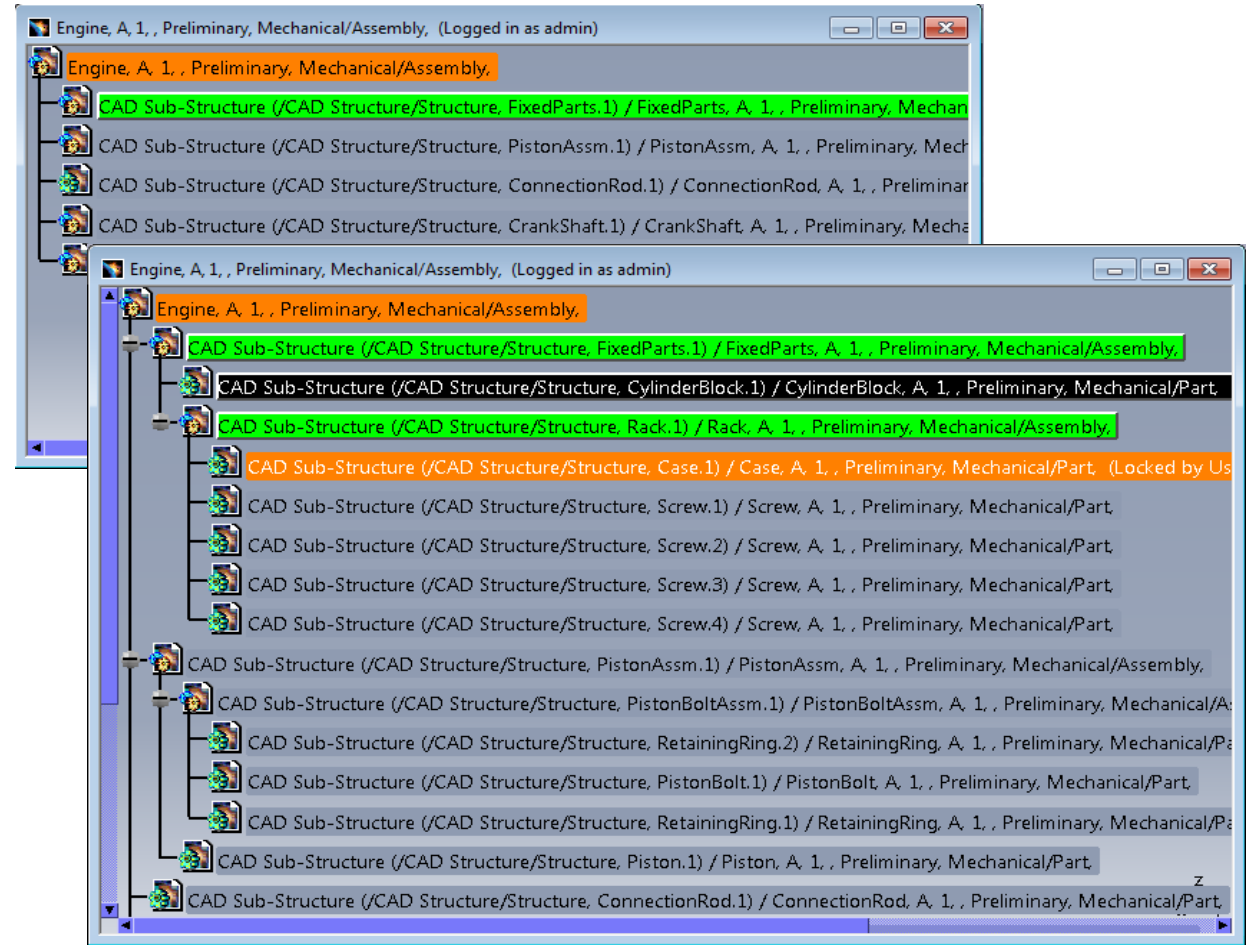 Engine, A, 1, , Preliminary, Mechanical/Assembly,  (Logged in as admin)
Engine, A, 1, , Preliminary, Mechanical/Assembly,
CAD Sub-Structure (/CAD Structure/Structure, FixedParts.1) / FixedParts, A, 1, , Preliminary, Mechan
CAD Sub-Structure (/CAD Structure/Structure, PistonAssm.1) / PistonAssm, A, 1, , Preliminary, Mech
CAD Sub-Structure (/CAD Structure/Structure, ConnectionRod.1) / ConnectionRod, A, 1, , Preliminar
CAD Sub-Structure (/CAD Structure/Structure, CrankShaft.1) / CrankShaft, A, 1, , Preliminary, Mecha
Engine, A, 1, , Preliminary, Mechanical/Assembly,  (Logged in as admin)
Engine, A, 1, , Preliminary, Mechanical/Assembly,
CAD Sub-Structure (/CAD Structure/Structure, FixedParts.1) / FixedParts, A, 1, , Preliminary, Mechanical/Assembly,
CAD Sub-Structure (/CAD Structure/Structure, CylinderBlock.1) / CylinderBlock, A, 1, , Preliminary, Mechanical/Part,
CAD Sub-Structure (/CAD Structure/Structure, Rack.1) / Rack, A, 1, , Preliminary, Mechanical/Assembly,
CAD Sub-Structure (/CAD Structure/Structure, Case.1) / Case, A, 1, , Preliminary, Mechanical/Part,  (Locked by Us
CAD Sub-Structure (/CAD Structure/Structure, Screw.1) / Screw, A, 1, , Preliminary, Mechanical/Part,
CAD Sub-Structure (/CAD Structure/Structure, Screw.2) / Screw, A, 1, , Preliminary, Mechanical/Part,
CAD Sub-Structure (/CAD Structure/Structure, Screw.3) / Screw, A, 1, , Preliminary, Mechanical/Part,
CAD Sub-Structure (/CAD Structure/Structure, Screw.4) / Screw, A, 1, , Preliminary, Mechanical/Part,
CAD Sub-Structure (/CAD Structure/Structure, PistonAssm.1) / PistonAssm, A, 1, , Preliminary, Mechanical/Assembly,
CAD Sub-Structure (/CAD Structure/Structure, PistonBoltAssm.1) / PistonBoltAssm, A, 1, , Preliminary, Mechanical/A
CAD Sub-Structure (/CAD Structure/Structure, RetainingRing.2) / RetainingRing, A, 1, , Preliminary, Mechanical/Pa
CAD Sub-Structure (/CAD Structure/Structure, PistonBolt.1) / PistonBolt, A, 1, , Preliminary, Mechanical/Part,
CAD Sub-Structure (/CAD Structure/Structure, RetainingRing.1) / RetainingRing, A, 1, , Preliminary, Mechanical/Pa
CAD Sub-Structure (/CAD Structure/Structure, Piston.1) / Piston, A, 1, , Preliminary, Mechanical/Part,
z
CAD Sub-Structure (/CAD Structure/Structure, ConnectionRod.1) / ConnectionRod, A, 1, , Preliminary, Mechanical/Part,